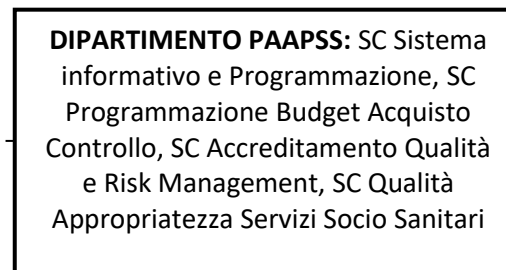 DIPARTIMENTO PAAPSS: SC Sistema
informativo e Programmazione, SC
Programmazione Budget Acquisto
Controllo, SC Accreditamento Qualità
e Risk Management, SC Qualità
Appropriatezza Servizi Socio Sanitari